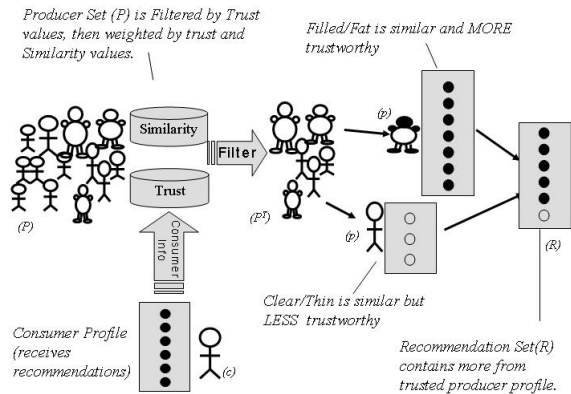 Producer Set (P) is Filtered by Trust
values, then weighted by trust and
Similarity values.
Filled/Fat is similar and MORE
trustworthy
Similarity
Trust
Filter
Consumer
Info
(P)
(P^T)
(p)
(p)
(R)
Clear/Thin is similar but
LESS trustworthy
Consumer Profile
(receives
recommendations)
(c)
Recommendation Set(R)
contains more from
trusted producer profile.